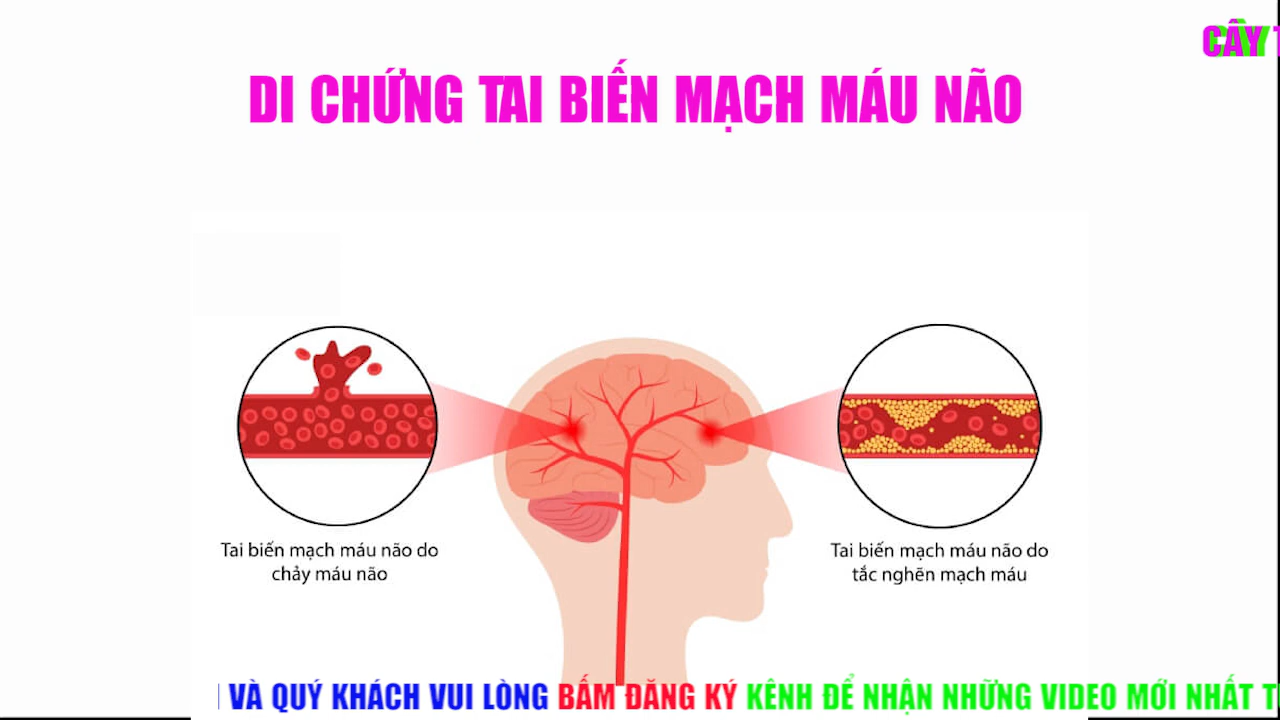 CÂY
DI CHỨNG TAI BIẾN MẠCH MÁU NÃO
Tai biến mạch máu não do
chảy máu não
Tai biến mạch máu não do
tắc nghẽn mạch máu
VÀ QUÝ KHÁCH VUI LÒNG BẤM ĐĂNG KÝ KÊNH ĐỂ NHẬN NHỮNG VIDEO MỚI NHẤT T